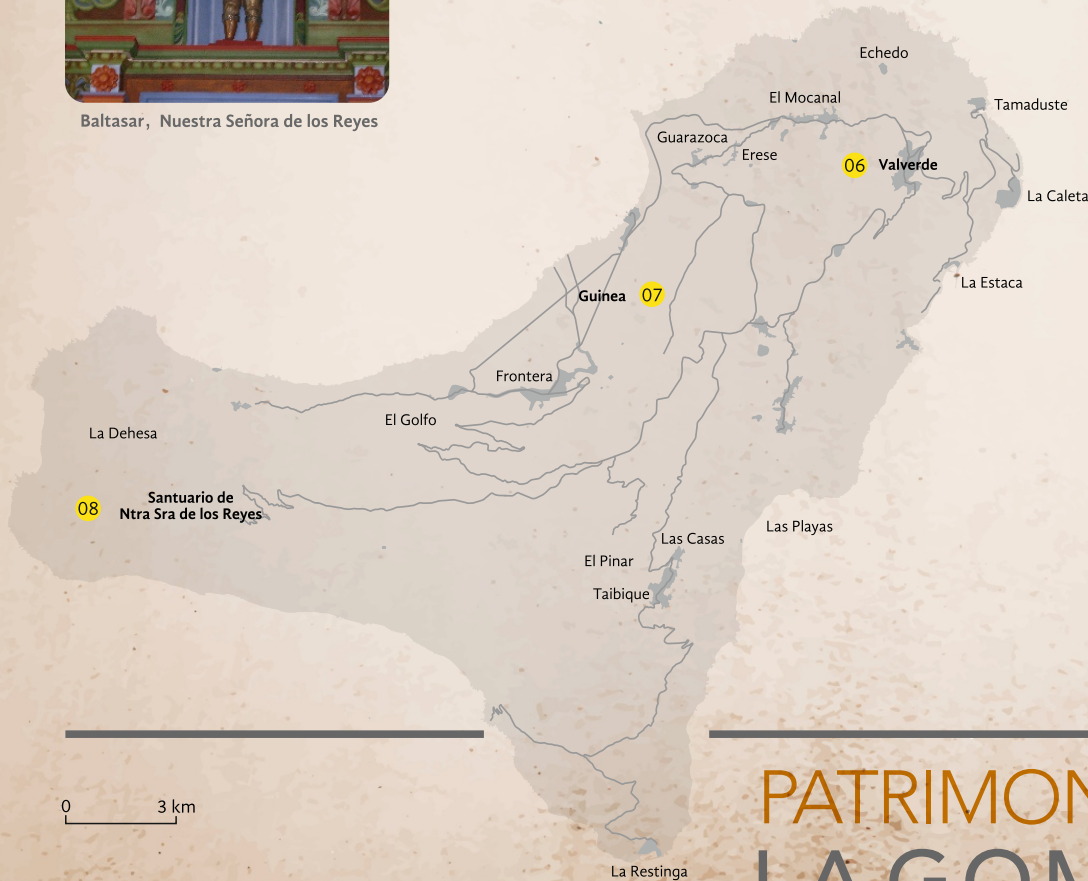 Baltasar, Nuestra Señora de los Reyes
Echedo
El Mocanal
Tamaduste
Guarazoca
Erese
06 Valverde
La Caleta
La Estaca
Guinea 07
Frontera
El Golfo
La Dehesa
08
Santuario de
Ntra Sra de los Reyes
Las Playas
Las Casas
El Pinar
Taibique
0 3 km
La Restinga
PATRIMON
LA GOM